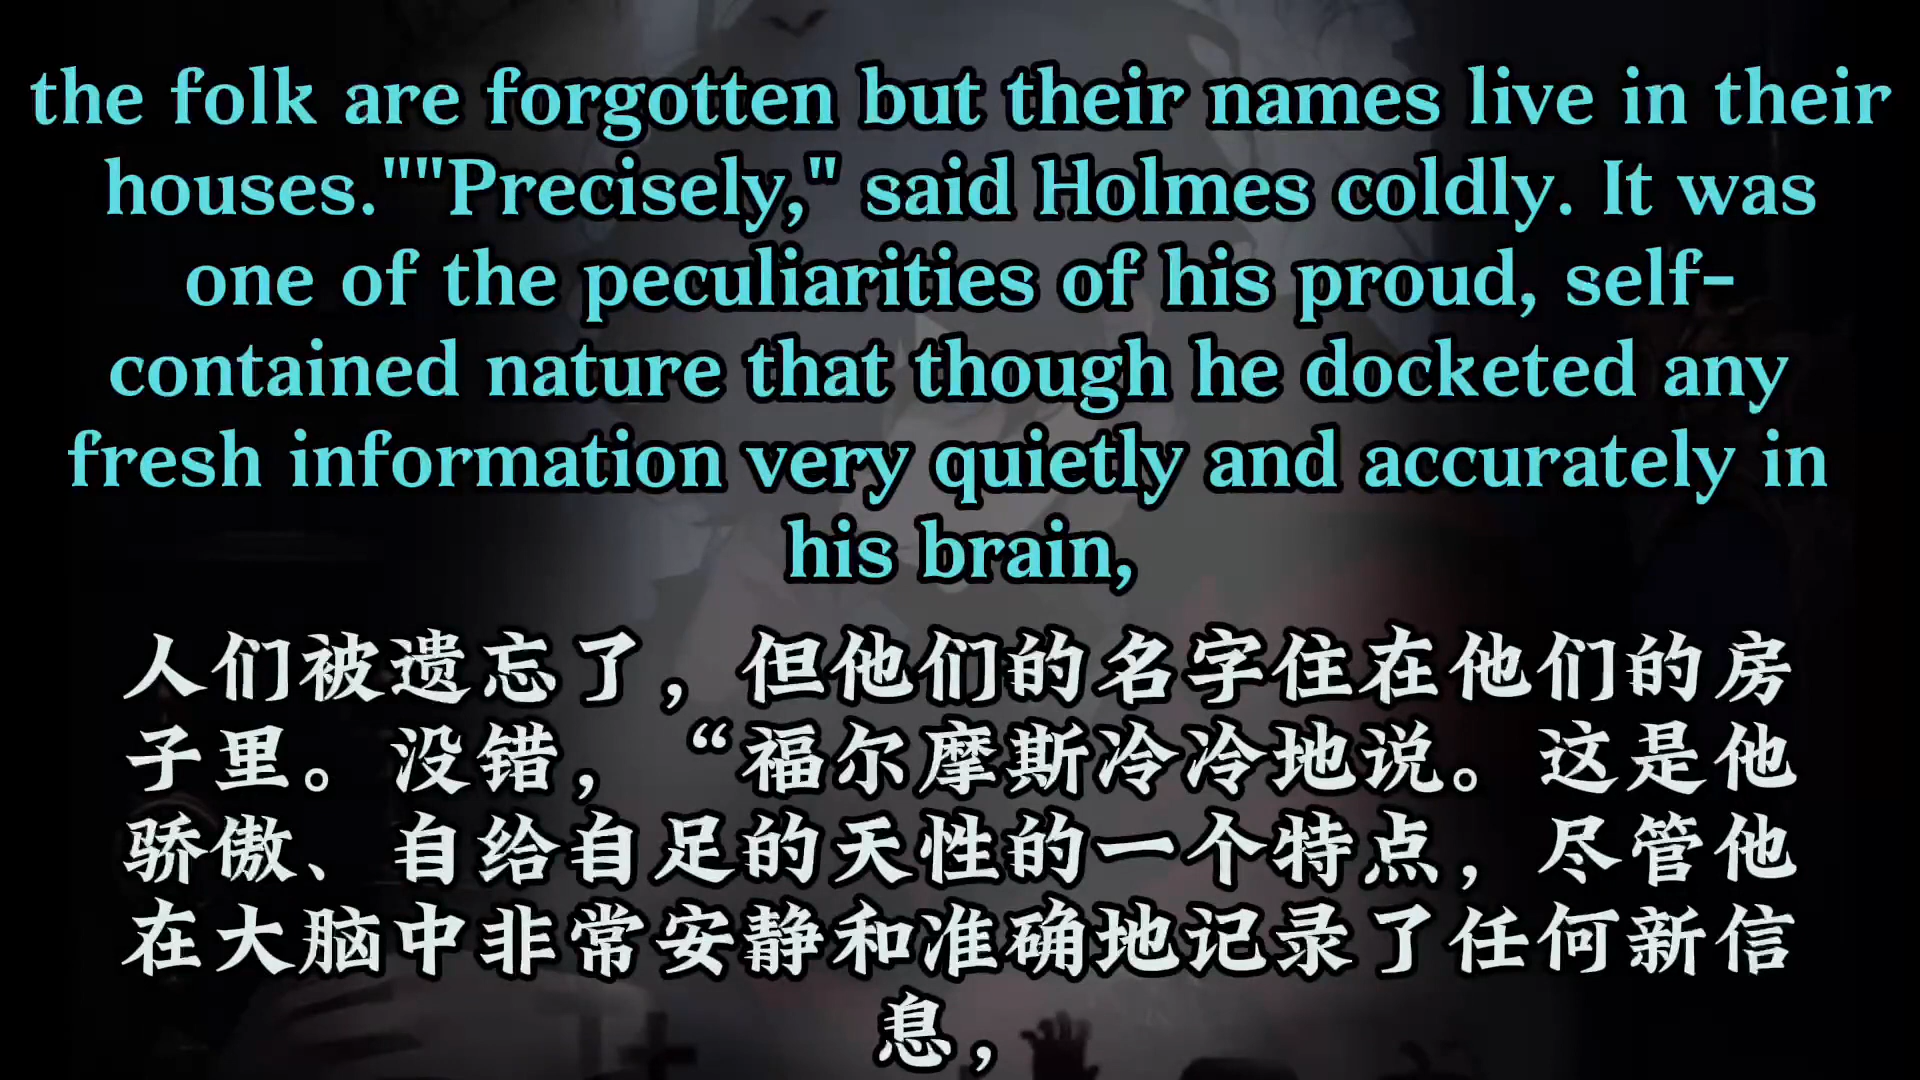 the folk are forgotten but their names live in their
houses.""Precisely," said Holmes coldly. It was
one of the peculiarities of his proud, self-
contained nature that though he docketed any
fresh information very quietly and accurately in
his brain,
人们被遗忘了，但他们的名字住在他们的房
子里。没错，“福尔摩斯冷冷地说。这是他
骄傲、自给自足的天性的一个特点，尽管他
在大脑中非常安静和准确地记录了任何新信
息，